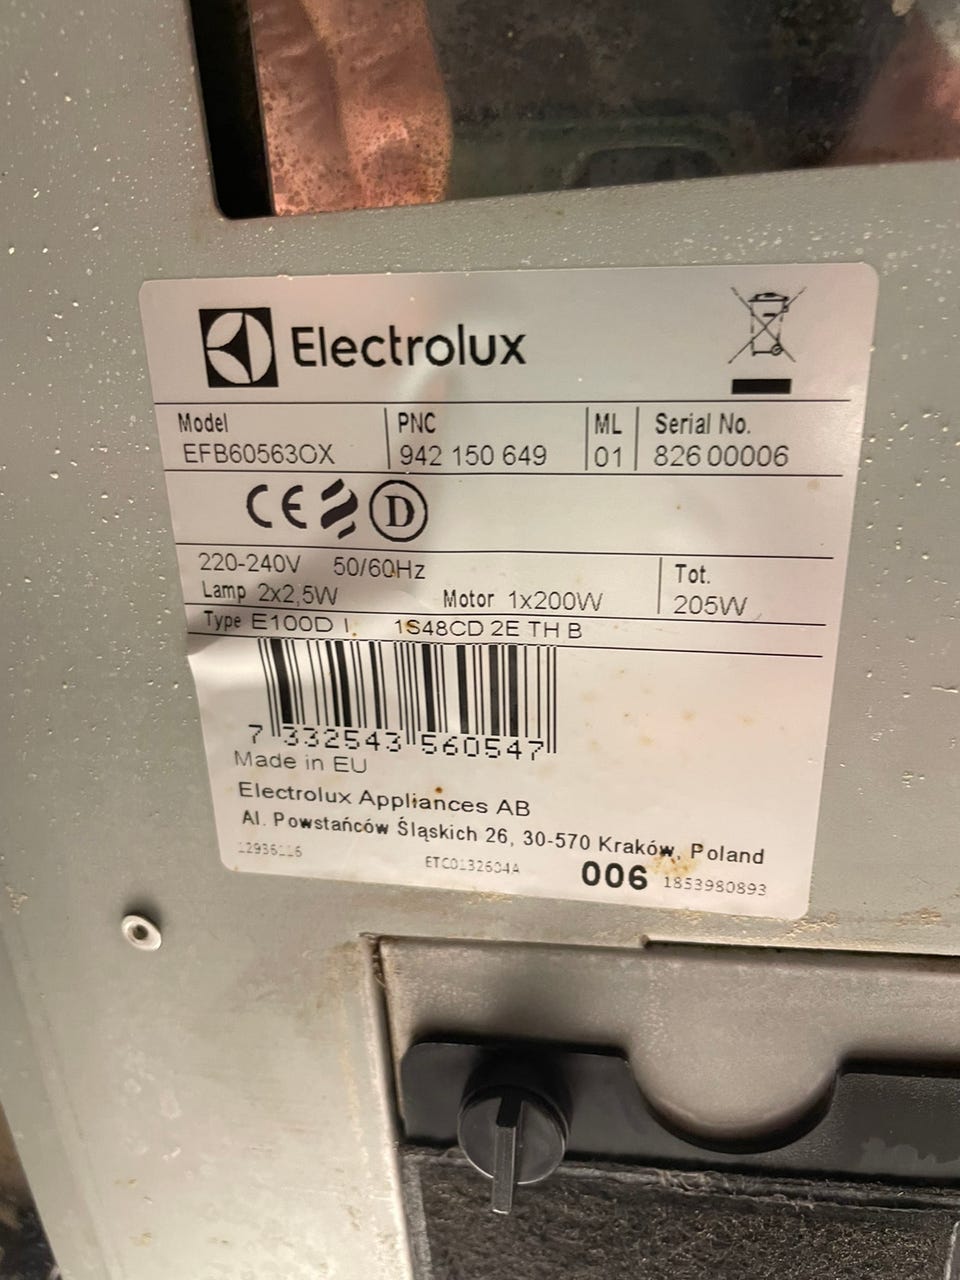 Electrolux
Model PNC ML Serial No.
EFB60563OX 942 150 649 01 826 00006
CE D
220-240V 50/60Hz Tot.
Lamp 2x2,5W Motor 1x200W 205W
Type E100D I. 1S48CD 2E TH B
7 332543 560547
Made in EU
Electrolux Appliances AB
Al. Powstańców Śląskich 26, 30-570 Kraków, Poland
ETC0132604A 006 1853980893